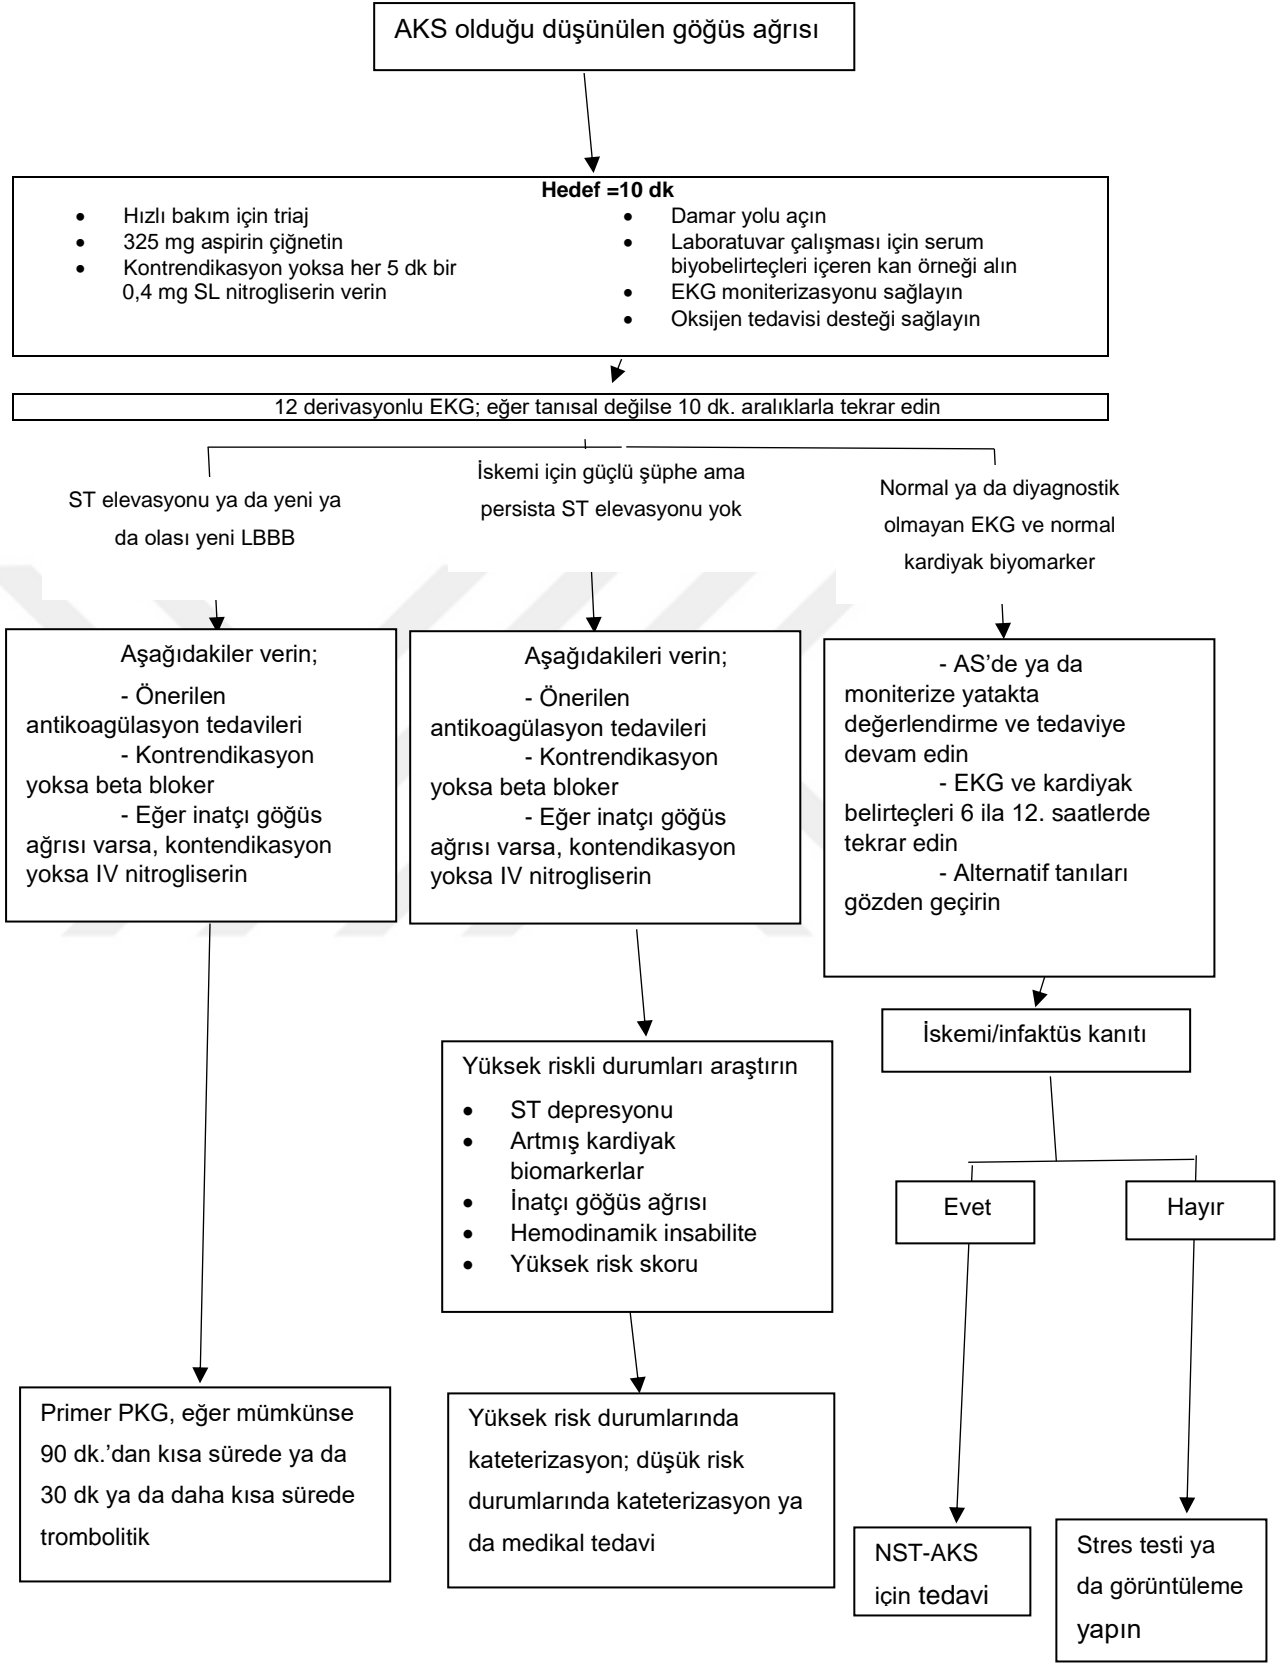 AKS olduğu düşünülen göğüs ağrısı
Hedef =10 dk
• Hızlı bakım için triaj
• 325 mg aspirin çiğnetin
• Kontrendikasyon yoksa her 5 dk bir
0,4 mg SL nitrogliserin verin
• Damar yolu açın
• Laboratuvar çalışması için serum
biyobelirteçleri içeren kan örneği alın
• EKG moniterizasyonu sağlayın
• Oksijen tedavisi desteği sağlayın
12 derivasyonlu EKG; eğer tanısal değilse 10 dk. aralıklarla tekrar edin
ST elevasyonu ya da yeni ya
da olası yeni LBBB
İskemi için güçlü şüphe ama
persista ST elevasyonu yok
Normal ya da diyagnostik
olmayan EKG ve normal
kardiyak biyomarker
Aşağıdakiler verin;
- Önerilen
antikoagülasyon tedavileri
- Kontrendikasyon
yoksa beta bloker
- Eğer inatçı göğüs
ağrısı varsa, kontendikasyon
yoksa IV nitrogliserin
Aşağıdakileri verin;
- Önerilen
antikoagülasyon tedavileri
- Kontrendikasyon
yoksa beta bloker
- Eğer inatçı göğüs
ağrısı varsa, kontendikasyon
yoksa IV nitrogliserin
- AS’de ya da
moniterize yatakta
değerlendirme ve tedaviye
devam edin
- EKG ve kardiyak
belirteçleri 6 ila 12. saatlerde
tekrar edin
- Alternatif tanıları
gözden geçirin
Yüksek riskli durumları araştırın
• ST depresyonu
• Artmış kardiyak
biomarkerlar
• İnatçı göğüs ağrısı
• Hemodinamik insabilite
• Yüksek risk skoru
İskemi/infaktüs kanıtı
Evet
Hayır
Primer PKG, eğer mümkünse
90 dk.’dan kısa sürede ya da
30 dk ya da daha kısa sürede
trombolitik
Yüksek risk durumlarında
kateterizasyon; düşük risk
durumlarında kateterizasyon ya
da medikal tedavi
NST-AKS
için tedavi
Stres testi ya
da görüntüleme
yapın